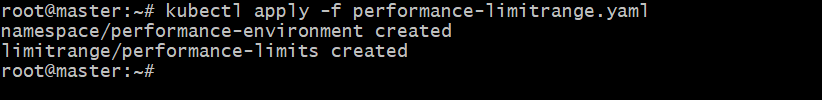 root@master:~# kubectl apply -f performance-limitrange.yaml
namespace/performance-environment created
limitrange/performance-limits created
root@master:~#